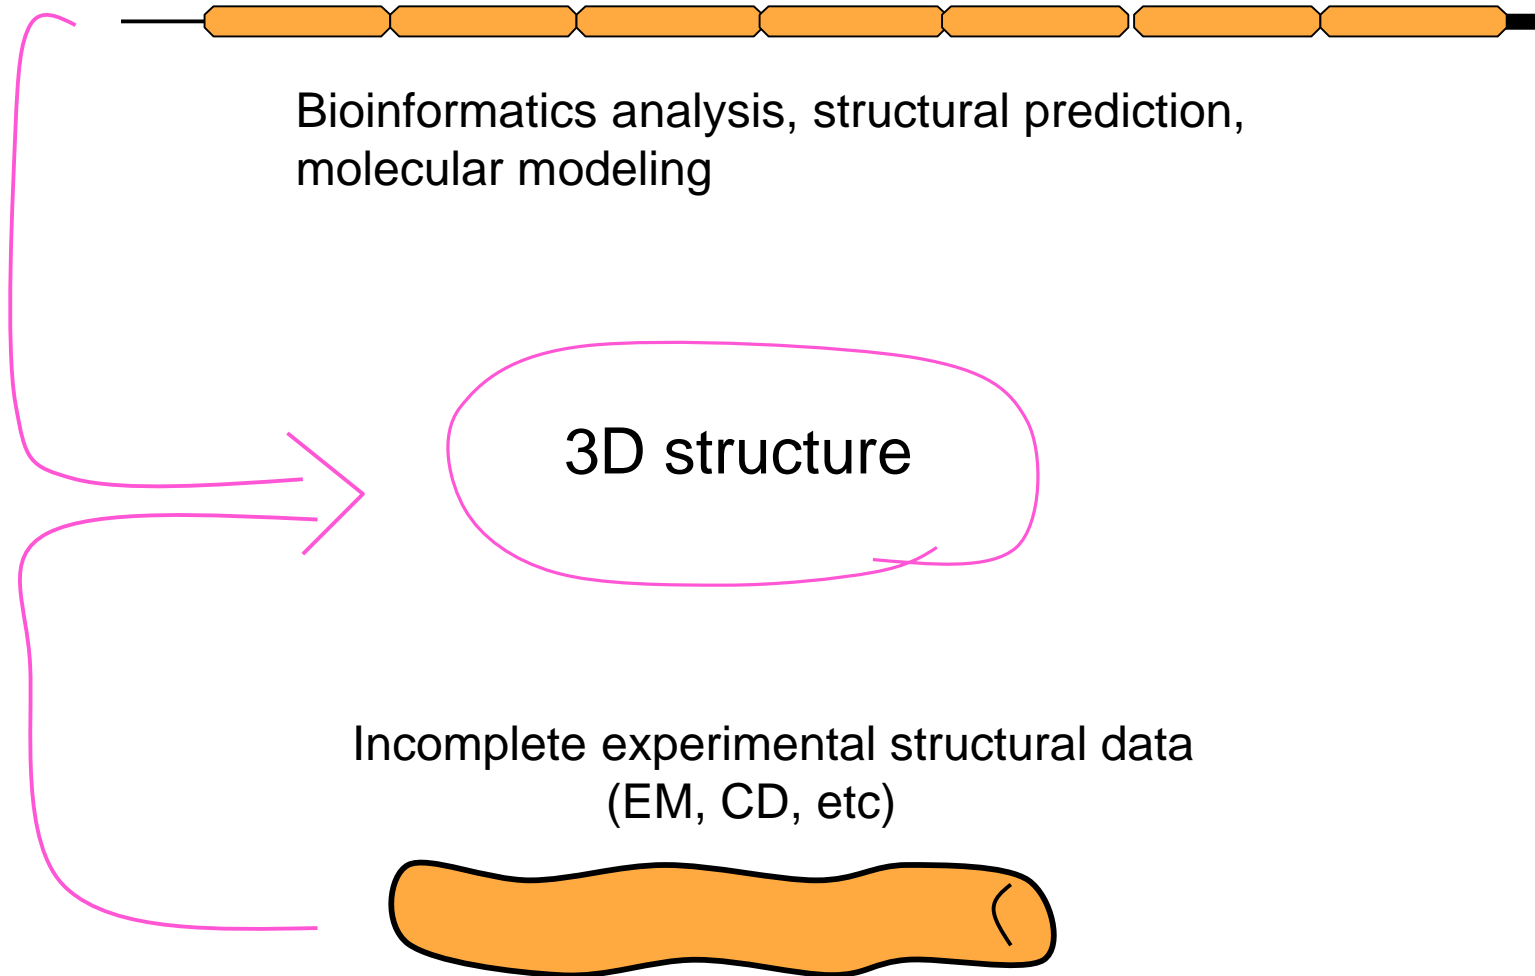 Bioinformatics analysis, structural prediction,
molecular modeling
3D structure
Incomplete experimental structural data
(EM, CD, etc)